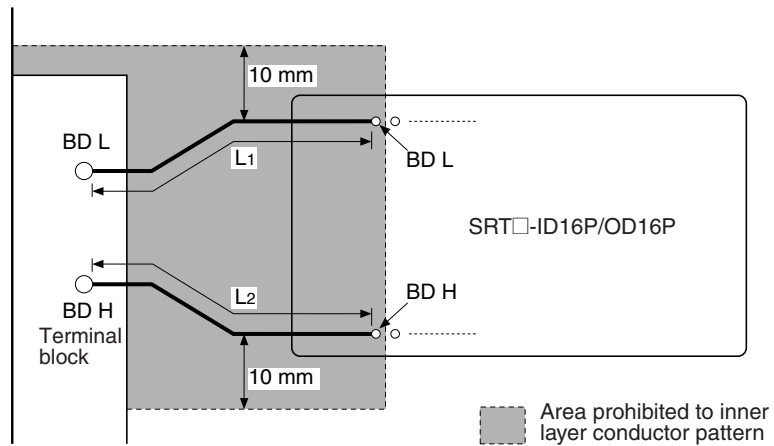 10 mm
BD L
L1
BD L
SRT□-ID16P/OD16P
BD H
L2
BD H
Terminal
block
10 mm
Area prohibited to inner
layer conductor pattern